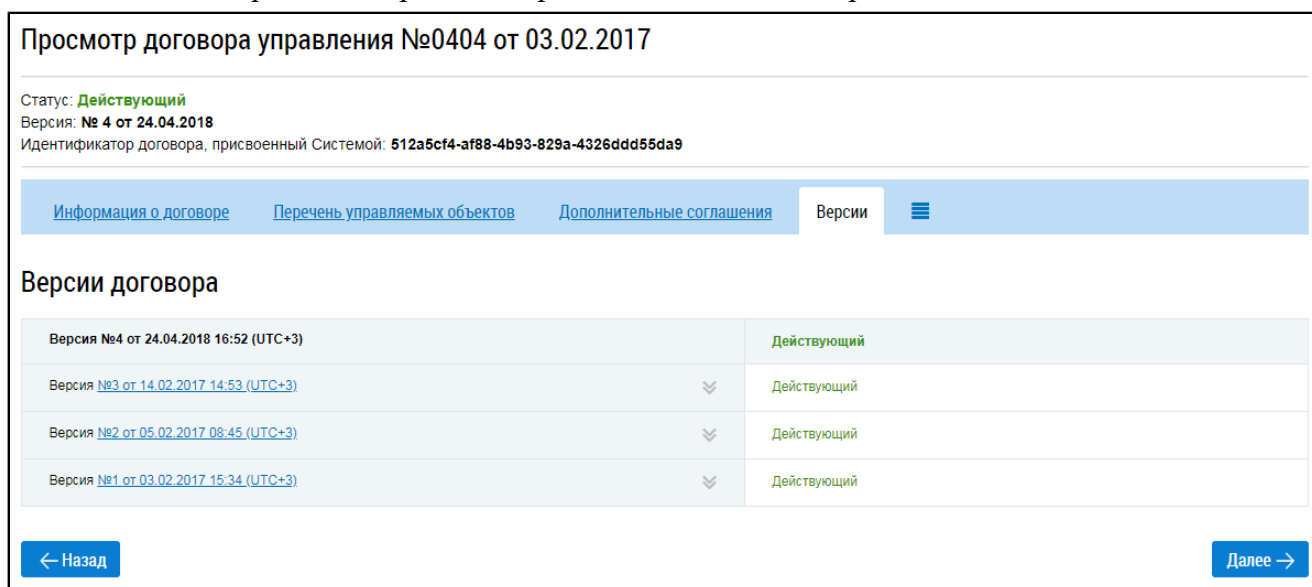 Просмотр договора управления №0404 от 03.02.2017
Статус: Действующий
Версия: № 4 от 24.04.2018
Идентификатор договора, присвоенный Системой: 512a5cf4-af88-4b93-829a-4326ddd55da9
Информация о договоре Перечень управляемых объектов Дополнительные соглашения Версии
Версии договора
Версия №4 от 24.04.2018 16:52 (UTC+3) Действующий
Версия №3 от 14.02.2017 14:53 (UTC+3) Действующий
Версия №2 от 05.02.2017 08:45 (UTC+3) Действующий
Версия №1 от 03.02.2017 15:34 (UTC+3) Действующий
← Назад Далее →